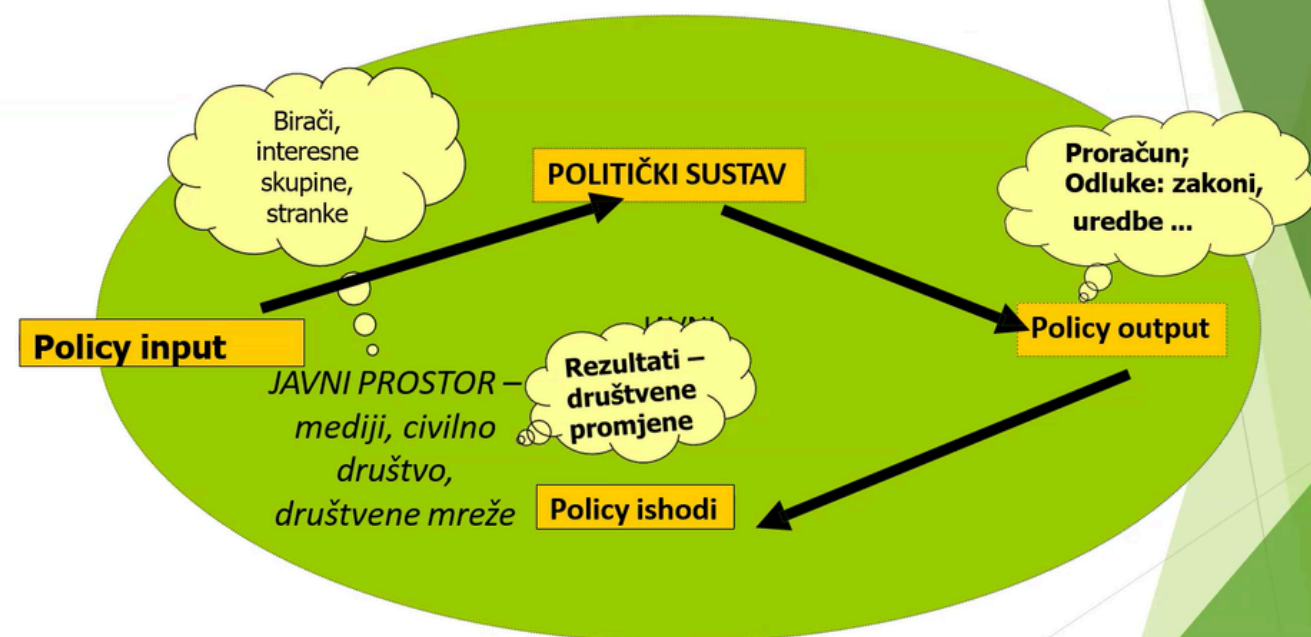 Birači,
interesne
skupine,
stranke
POLITIČKI SUSTAV
Proračun;
Odluke: zakoni,
uredbe ...
Policy input
Policy output
JAVNI PROSTOR –
mediji, civilno
društvo,
društvene mreže
JAVNI
Rezultati –
društvene
promjene
Policy ishodi